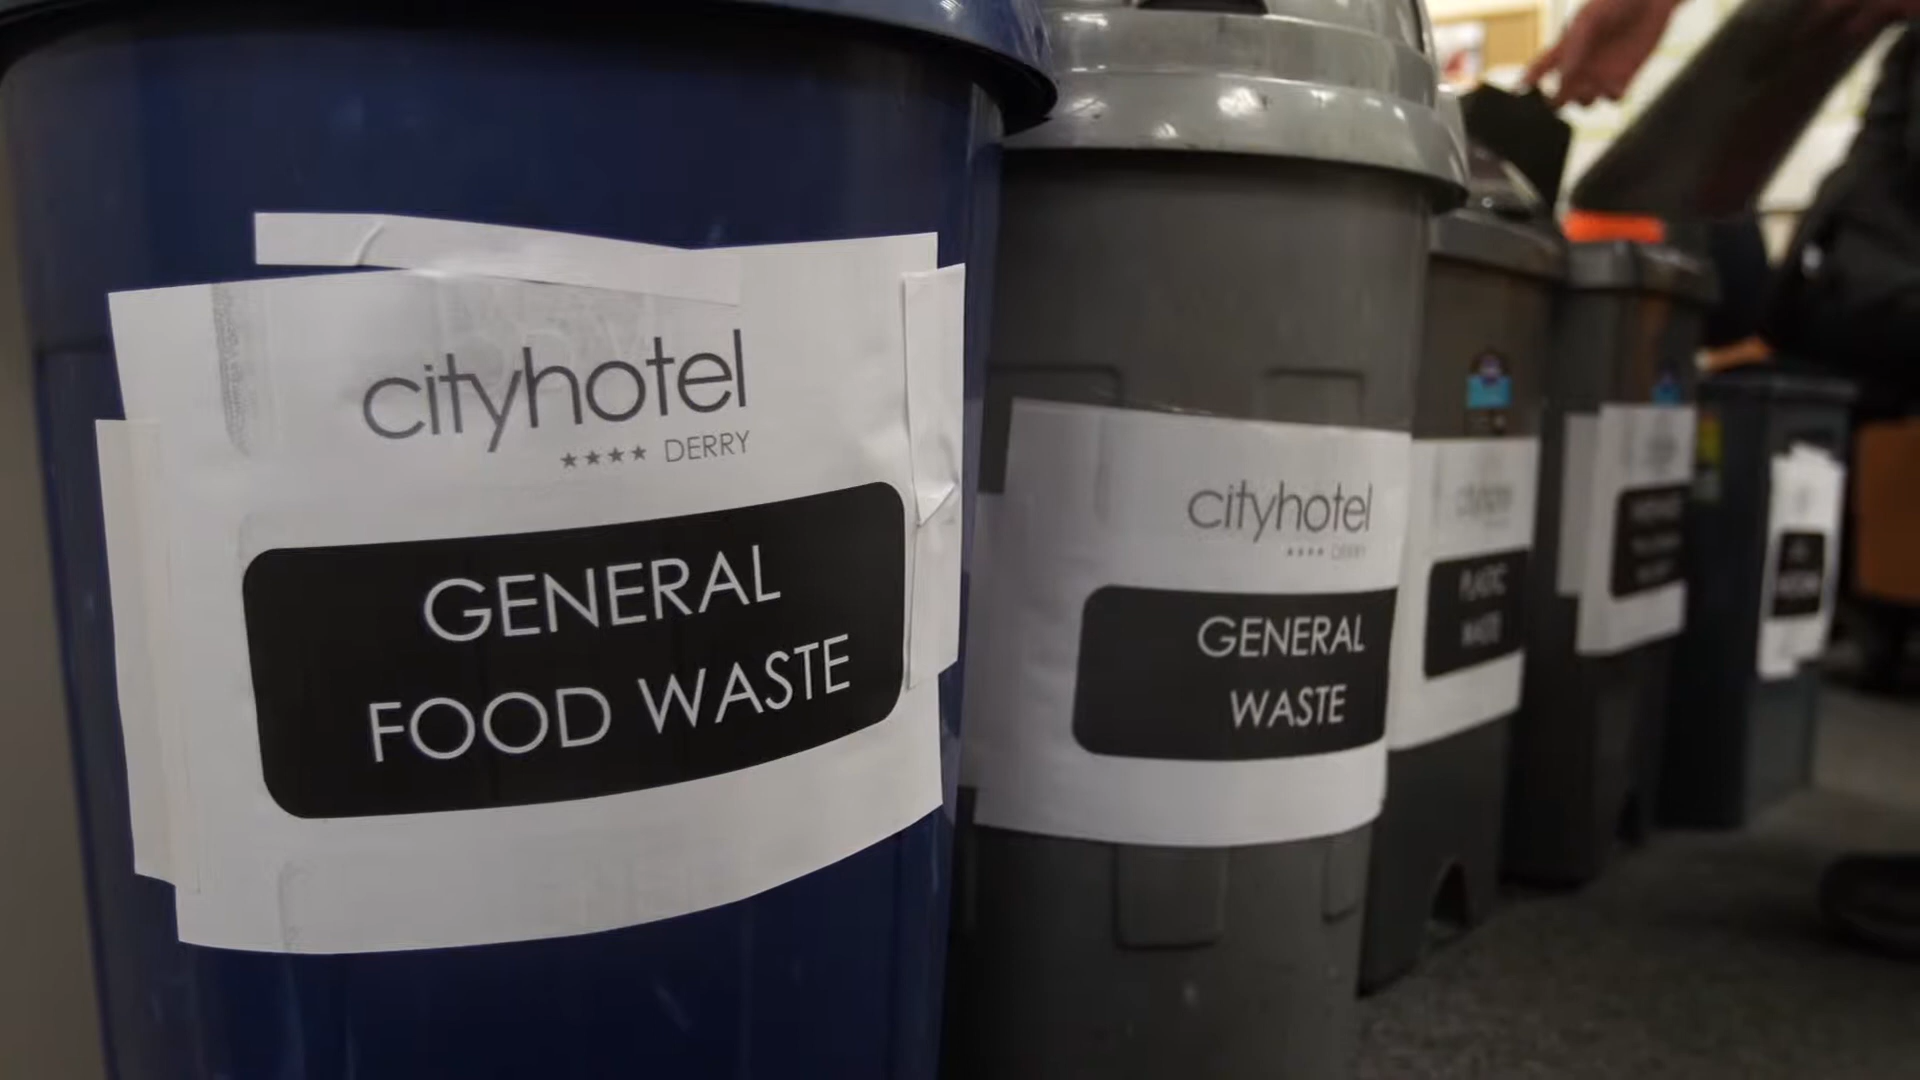 cityhotel
★★★★ DERRY
GENERAL
FOOD WASTE
cityhotel
★★★★ DERRY
GENERAL
WASTE
PLASTIC
WASTE